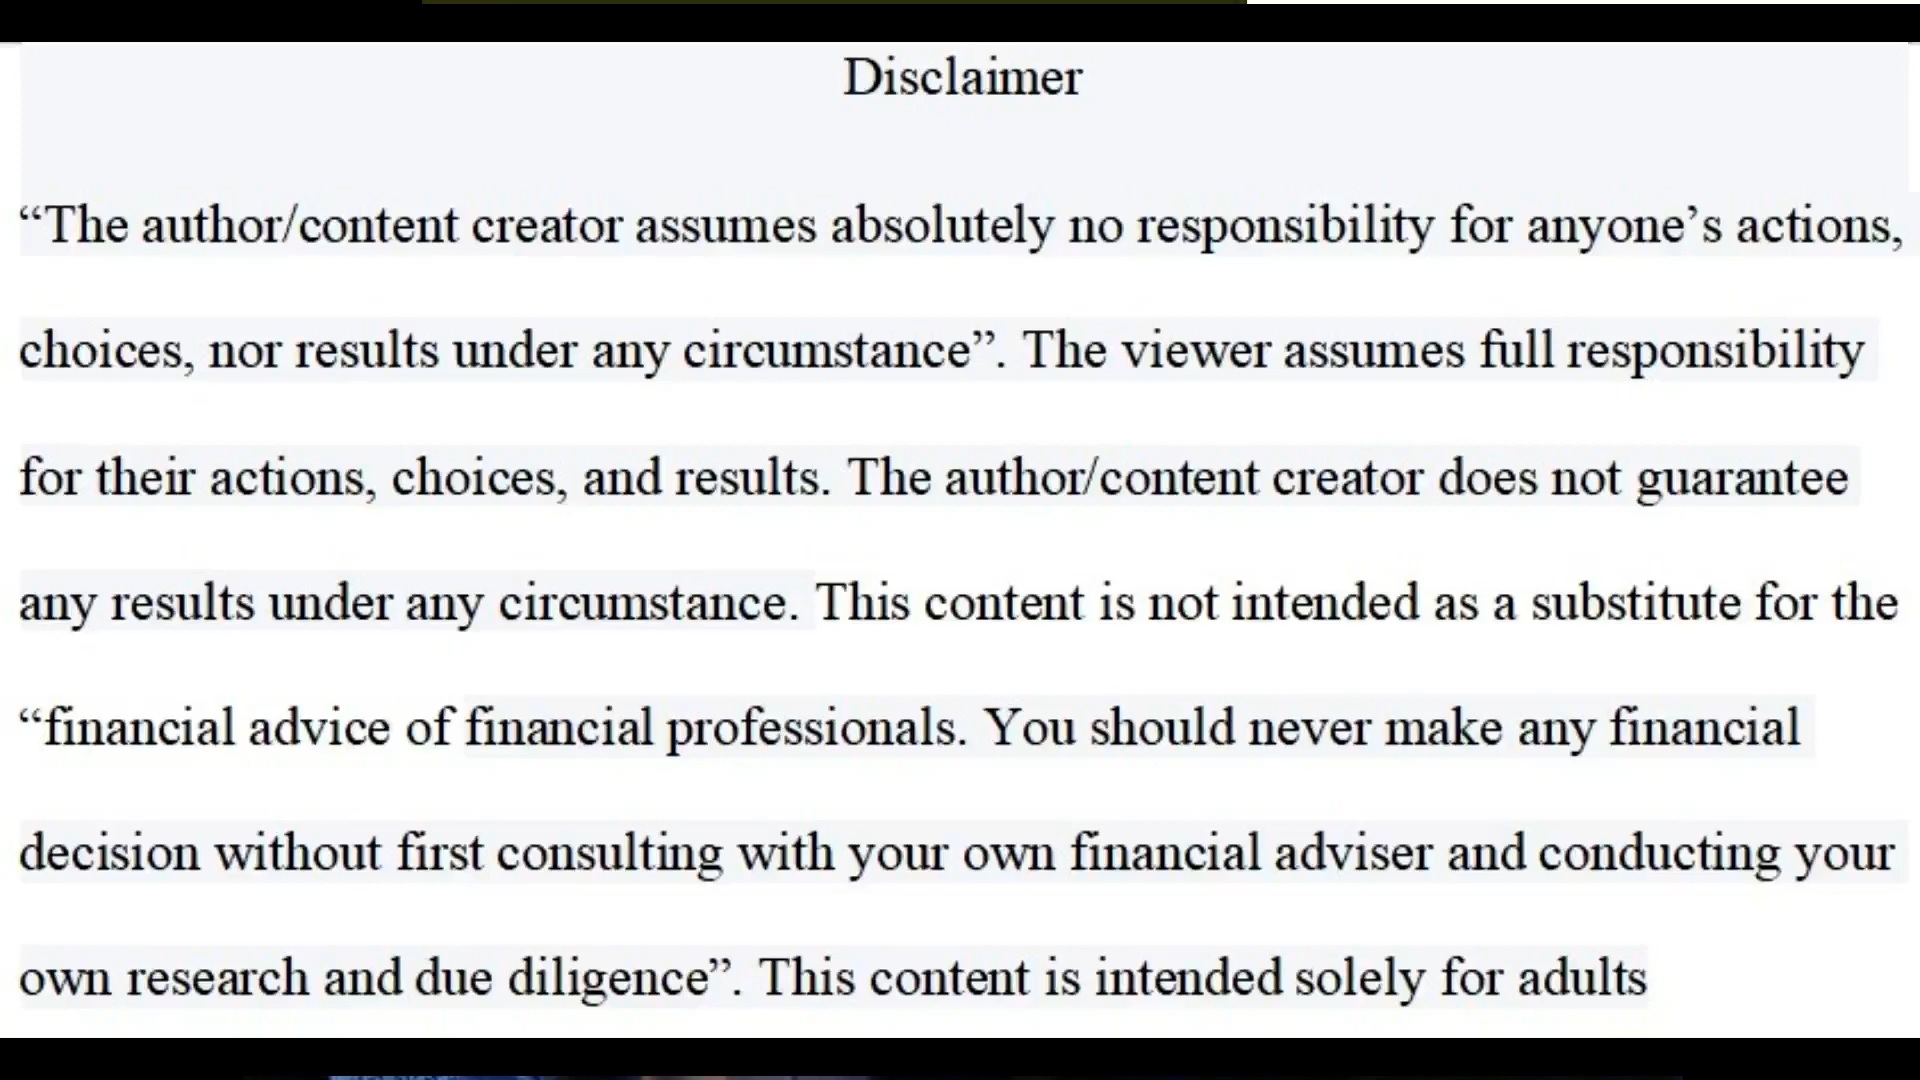 Disclaimer
“The author/content creator assumes absolutely no responsibility for anyone’s actions,
choices, nor results under any circumstance”. The viewer assumes full responsibility
for their actions, choices, and results. The author/content creator does not guarantee
any results under any circumstance. This content is not intended as a substitute for the
“financial advice of financial professionals. You should never make any financial
decision without first consulting with your own financial adviser and conducting your
own research and due diligence”. This content is intended solely for adults